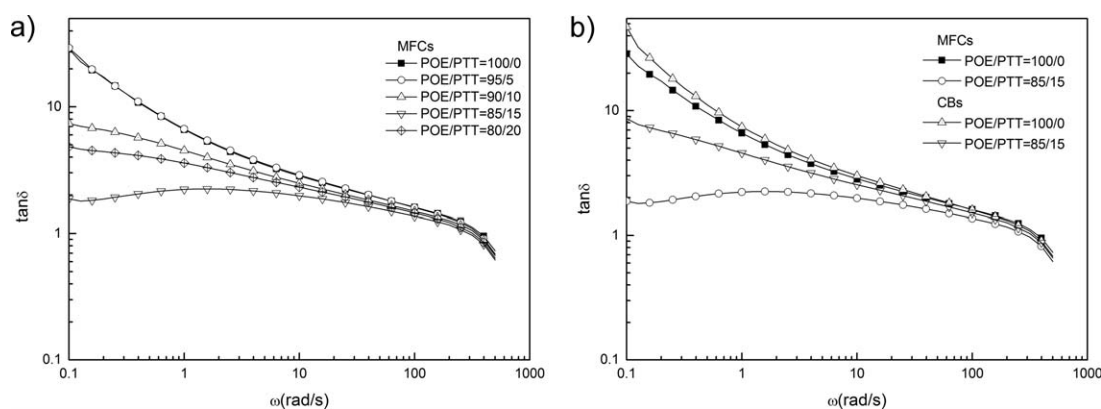 a)
MFCs
POE/PTT=100/0
POE/PTT=95/5
POE/PTT=90/10
POE/PTT=85/15
POE/PTT=80/20
tanδ
10
1
0.1
0.1
1
10
100
1000
ω(rad/s)
b)
MFCs
POE/PTT=100/0
POE/PTT=85/15
CBs
POE/PTT=100/0
POE/PTT=85/15
tanδ
10
1
0.1
0.1
1
10
100
1000
ω(rad/s)